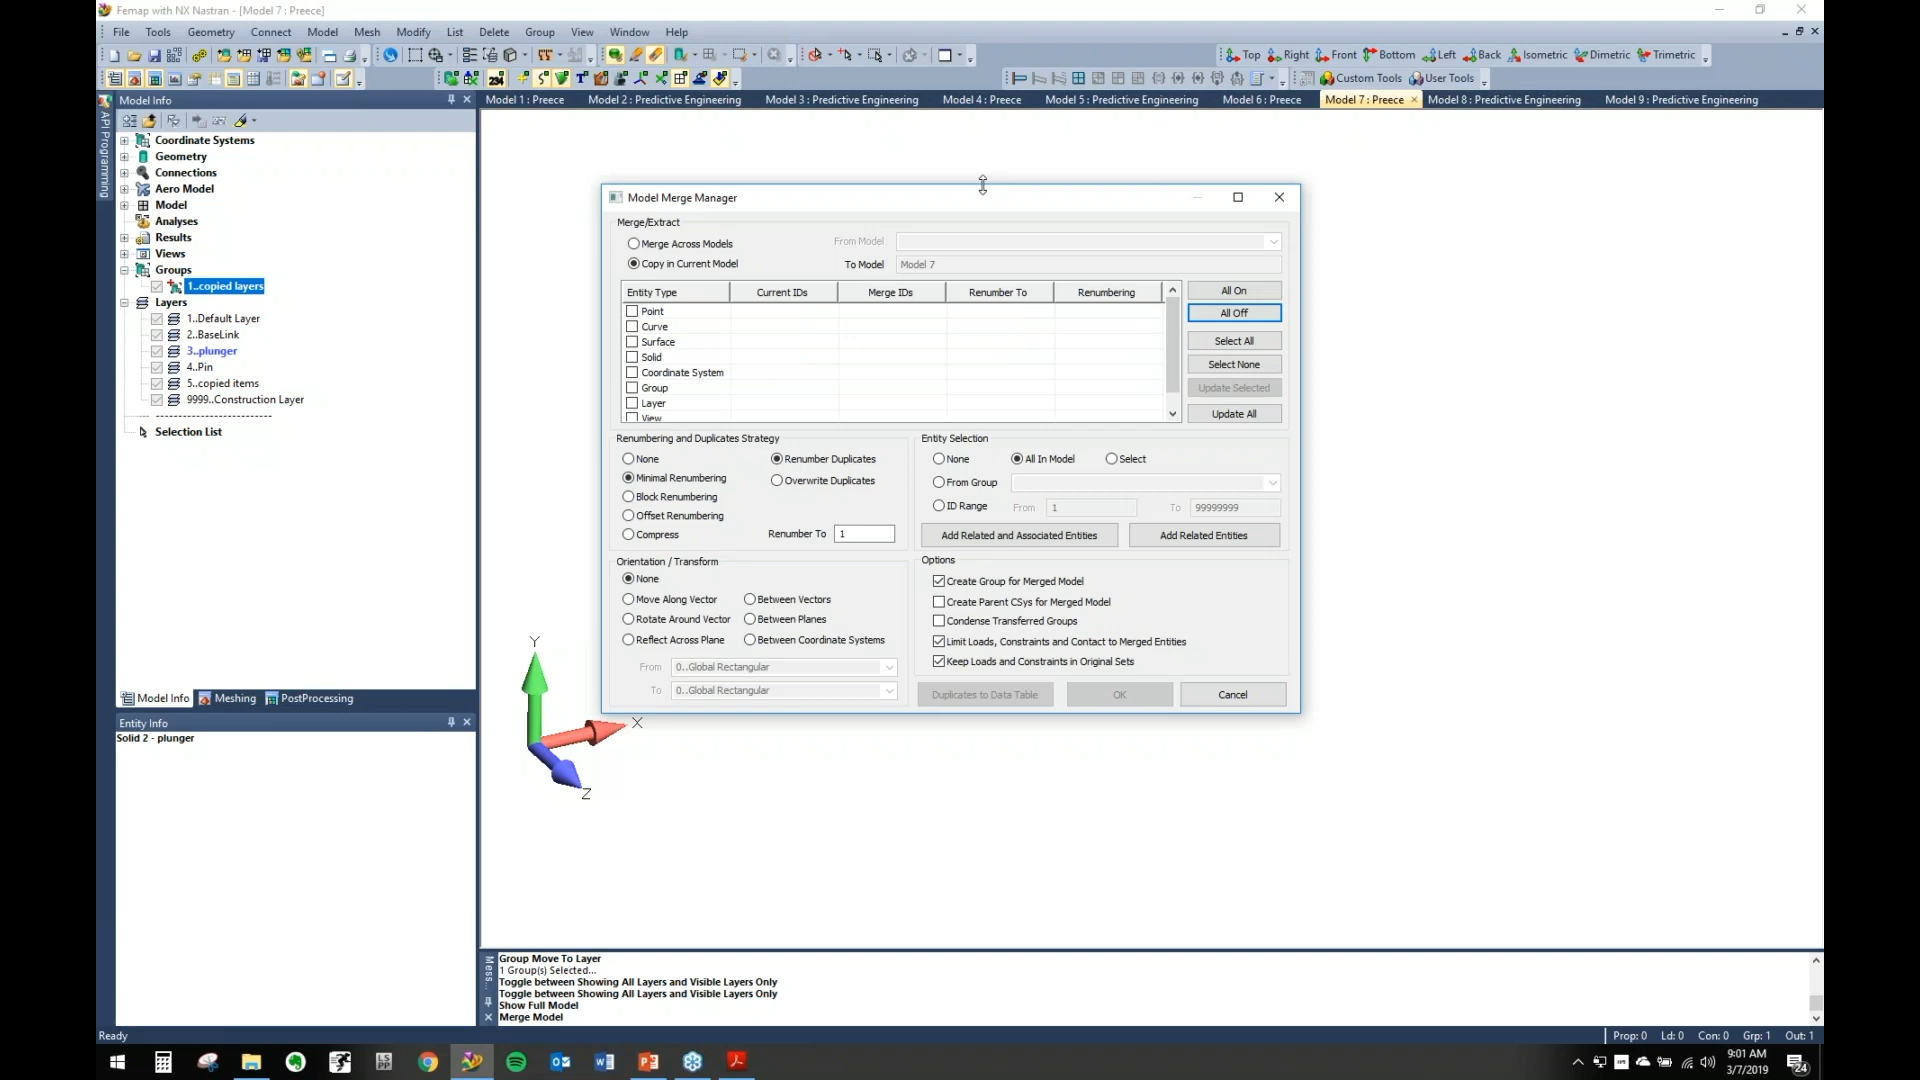 Femap with NX Nastran - [Model 7 : Preece]
File Tools Geometry Connect Model Mesh Modify List Delete Group View Window Help
Top Right Front Bottom Left Back Isometric Dimetric Trimetric
234 Custom Tools User Tools
Model Info
Model 1 : Preece Model 2 : Predictive Engineering Model 3 : Predictive Engineering Model 4 : Preece Model 5 : Predictive Engineering Model 6 : Preece Model 7 : Preece Model 8 : Predictive Engineering Model 9 : Predictive Engineering
API Programming
Coordinate Systems
Geometry
Connections
Aero Model
Model
Analyses
Results
Views
Groups
1..copied layers
Layers
1..Default Layer
2..BaseLink
3..plunger
4..Pin
5..copied items
9999..Construction Layer
Selection List
Model Info Meshing PostProcessing
Entity Info
Solid 2 - plunger
Model Merge Manager
Merge/Extract
Merge Across Models From Model
Copy in Current Model To Model Model 7
Entity Type Current IDs Merge IDs Renumber To Renumbering
Point
Curve
Surface
Solid
Coordinate System
Group
Layer
View
All On
All Off
Select All
Select None
Update Selected
Update All
Renumbering and Duplicates Strategy
None Renumber Duplicates
Minimal Renumbering Overwrite Duplicates
Block Renumbering
Offset Renumbering
Compress Renumber To 1
Entity Selection
None All In Model Select
From Group
ID Range From 1 To 99999999
Add Related and Associated Entities Add Related Entities
Orientation / Transform
None
Move Along Vector Between Vectors
Rotate Around Vector Between Planes
Reflect Across Plane Between Coordinate Systems
From 0..Global Rectangular
To 0..Global Rectangular
Options
Create Group for Merged Model
Create Parent CSys for Merged Model
Condense Transferred Groups
Limit Loads, Constraints and Contact to Merged Entities
Keep Loads and Constraints in Original Sets
Duplicates to Data Table OK Cancel
Y
X
Z
Mess...
Group Move To Layer
1 Group(s) Selected...
Toggle between Showing All Layers and Visible Layers Only
Toggle between Showing All Layers and Visible Layers Only
Show Full Model
Merge Model
Ready Prop: 0 Ld: 0 Con: 0 Grp: 1 Out: 1
LS PP
9:01 AM
3/7/2019
24